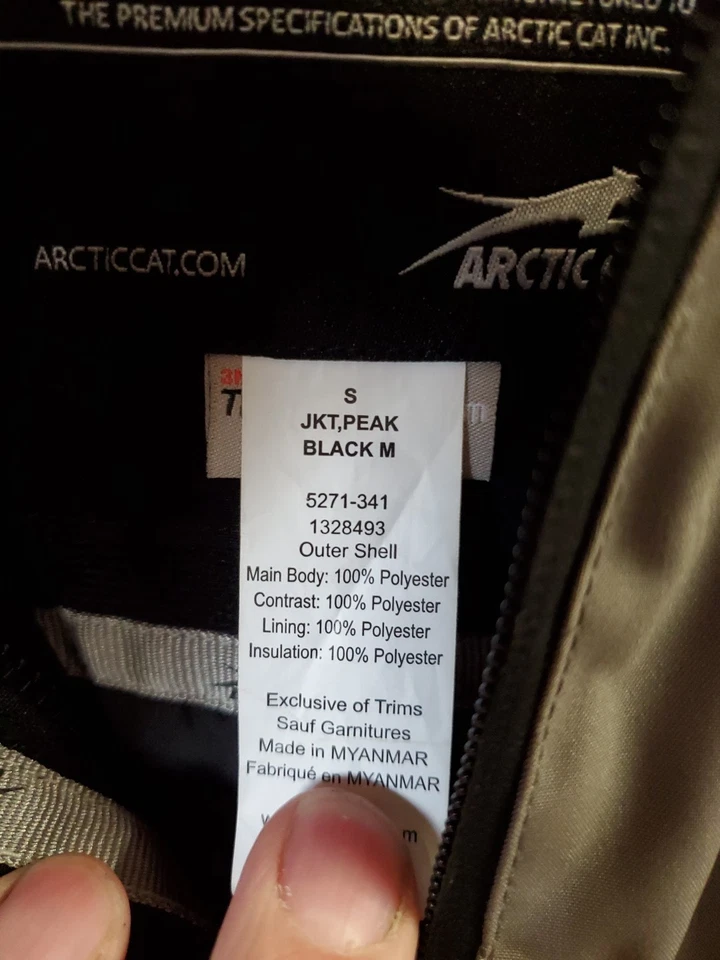 THE PREMIUM SPECIFICATIONS OF ARCTIC CAT INC.
ARCTICCAT.COM
ARCTIC
S
JKT,PEAK
BLACK M
5271-341
1328493
Outer Shell
Main Body: 100% Polyester
Contrast: 100% Polyester
Lining: 100% Polyester
Insulation: 100% Polyester
Exclusive of Trims
Sauf Garnitures
Made in MYANMAR
Fabriqué en MYANMAR